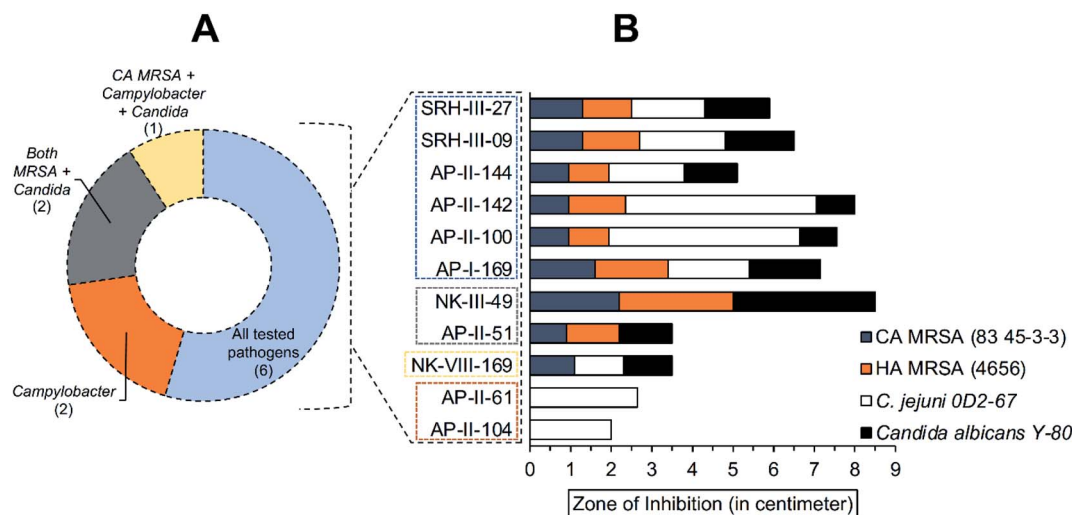 A
B
CA MRSA +
Campylobacter
+ Candida
(1)
Both
MRSA +
Candida
(2)
All tested
pathogens
(6)
Campylobacter
(2)
SRH-III-27
SRH-III-09
AP-II-144
AP-II-142
AP-II-100
AP-I-169
NK-III-49
AP-II-51
NK-VIII-169
AP-II-61
AP-II-104
CA MRSA (83 45-3-3)
HA MRSA (4656)
C. jejuni 0D2-67
Candida albicans Y-80
0 1 2 3 4 5 6 7 8 9
Zone of Inhibition (in centimeter)